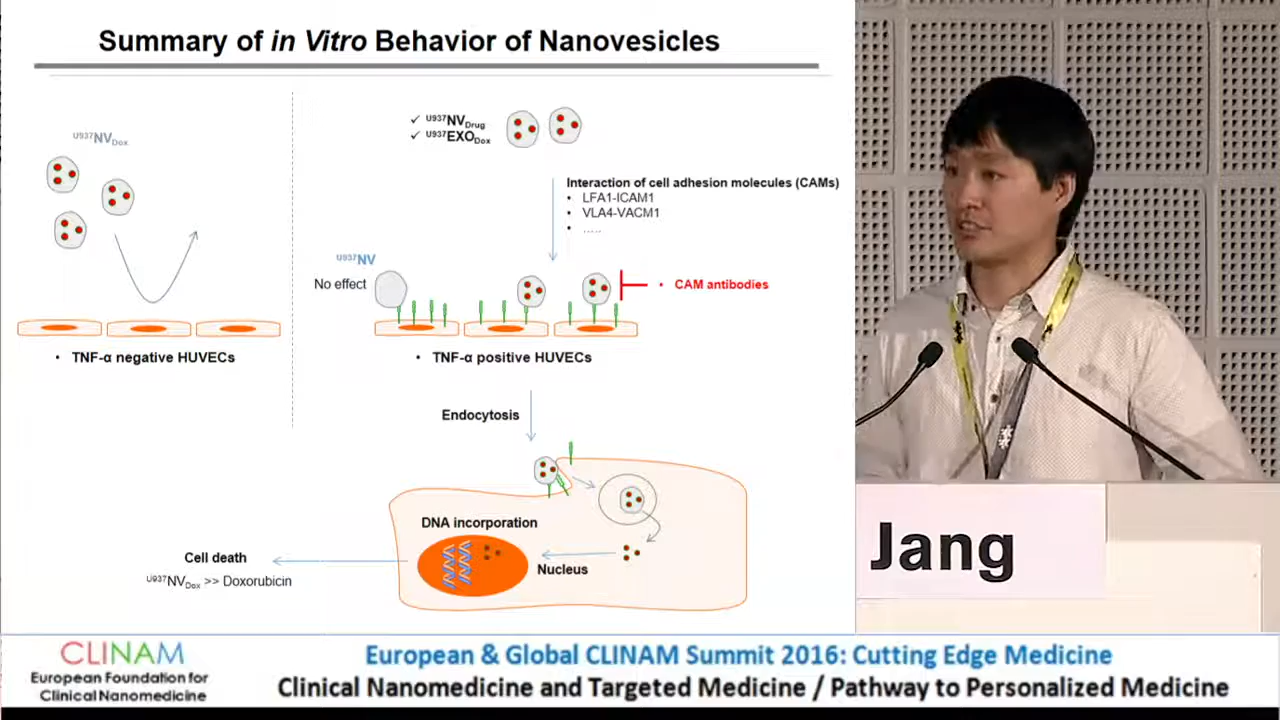 Summary of in Vitro Behavior of Nanovesicles
U937NVDox
✓ U937NVDrug
✓ U937EXODox
Interaction of cell adhesion molecules (CAMs)
• LFA1-ICAM1
• VLA4-VACM1
• .....
U937NV
No effect
• CAM antibodies
• TNF-α negative HUVECs
• TNF-α positive HUVECs
Endocytosis
DNA incorporation
Nucleus
Cell death
U937NVDox >> Doxorubicin
Jang
CLINAM
European Foundation for
Clinical Nanomedicine
European & Global CLINAM Summit 2016: Cutting Edge Medicine
Clinical Nanomedicine and Targeted Medicine / Pathway to Personalized Medicine